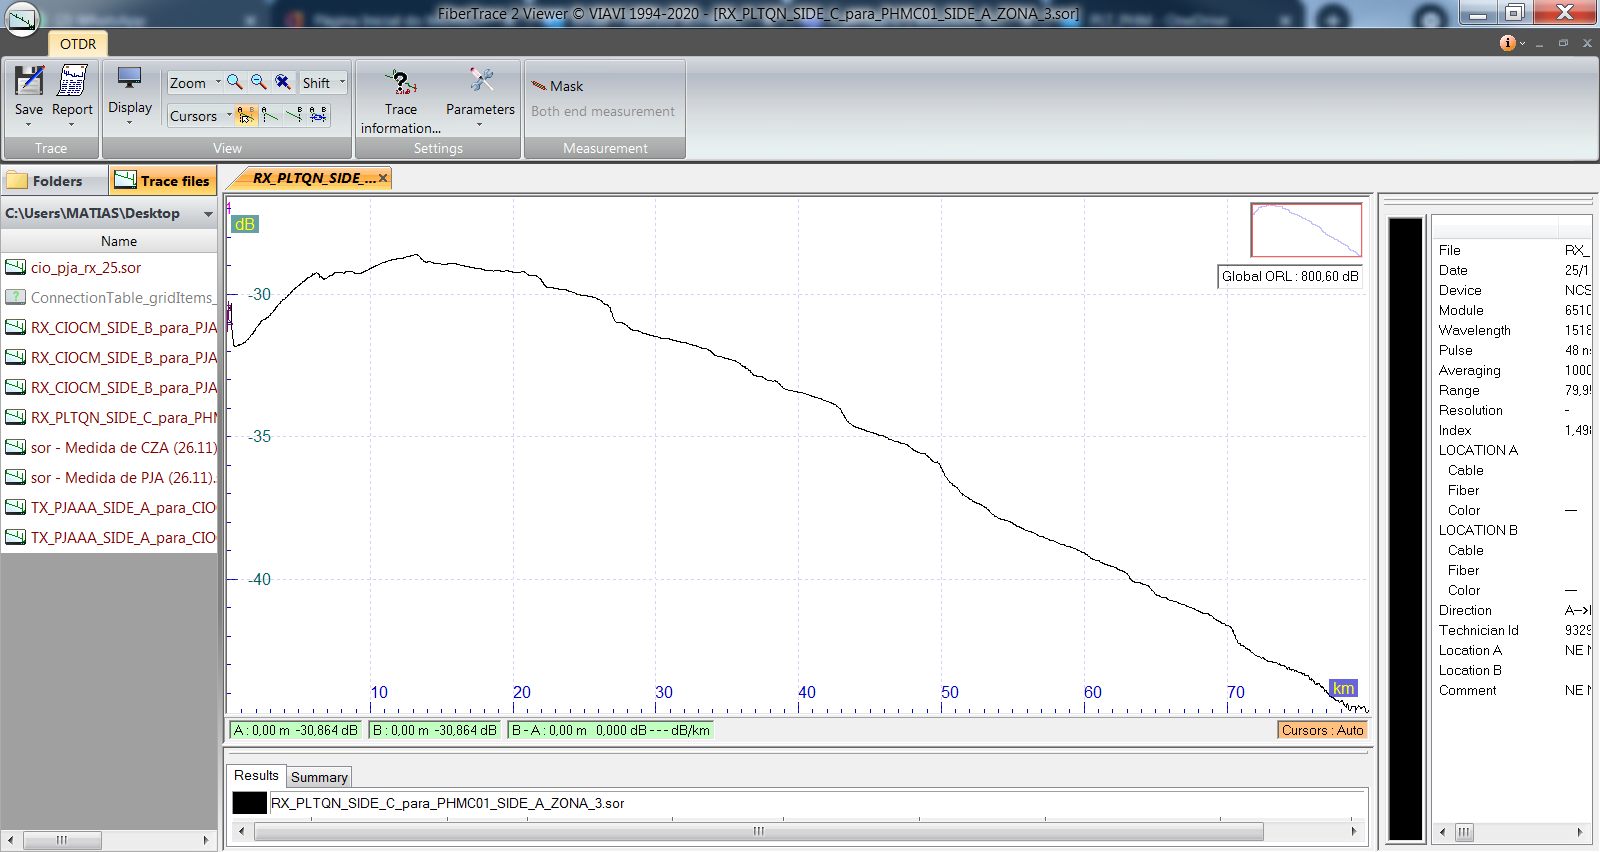 FiberTrace 2 Viewer © VIAVI 1994-2020 - [RX_PLTQN_SIDE_C_para_PHMC01_SIDE_A_ZONA_3.sor]
OTDR
Save
Report
Trace
Display
Zoom
Shift
Cursors
View
Trace information...
Parameters
Settings
Mask
Both end measurement
Measurement
Folders
Trace files
C:\Users\MATIAS\Desktop
Name
cio_pja_rx_25.sor
ConnectionTable_gridItems_
RX_CIOCM_SIDE_B_para_PJA
RX_CIOCM_SIDE_B_para_PJA
RX_CIOCM_SIDE_B_para_PJA
RX_PLTQN_SIDE_C_para_PHM
sor - Medida de CZA (26.11)
sor - Medida de PJA (26.11).
TX_PJAAA_SIDE_A_para_CIO
TX_PJAAA_SIDE_A_para_CIO
RX_PLTQN_SIDE_...
dB
-30
-35
-40
10 20 30 40 50 60 70 km
Global ORL : 800,60 dB
A : 0,00 m -30,864 dB
B : 0,00 m -30,864 dB
B - A : 0,00 m 0,000 dB --- dB/km
Cursors : Auto
Results
Summary
RX_PLTQN_SIDE_C_para_PHMC01_SIDE_A_ZONA_3.sor
File RX_
Date 25/1
Device NCS
Module 6510
Wavelength 1518
Pulse 48 n
Averaging 1000
Range 79,9
Resolution -
Index 1,49
LOCATION A
Cable
Fiber
Color —
LOCATION B
Cable
Fiber
Color —
Direction A-->
Technician Id 9329
Location A NE
Location B
Comment NE